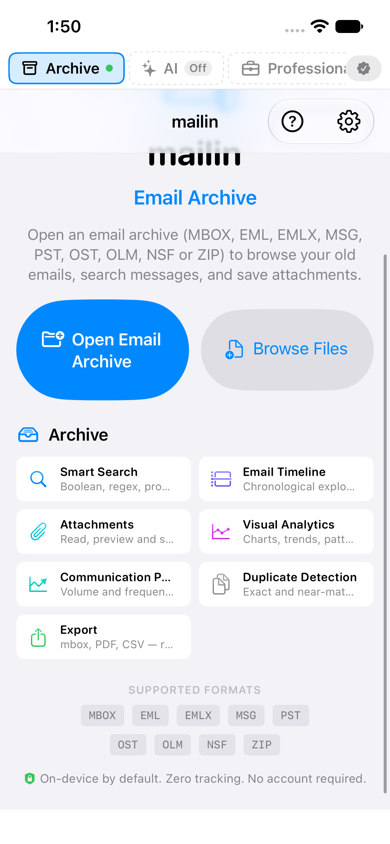 1:50
Archive
AI Off
Professiona
mailin
mailin
Email Archive
Open an email archive (MBOX, EML, EMLX, MSG,
PST, OST, OLM, NSF or ZIP) to browse your old
emails, search messages, and save attachments.
Open Email
Archive
Browse Files
Archive
Smart Search
Boolean, regex, pro...
Email Timeline
Chronological explo...
Attachments
Read, preview and s...
Visual Analytics
Charts, trends, patt...
Communication P...
Volume and frequen...
Duplicate Detection
Exact and near-mat...
Export
mbox, PDF, CSV — r...
SUPPORTED FORMATS
MBOX EML EMLX MSG PST
OST OLM NSF ZIP
On-device by default. Zero tracking. No account required.